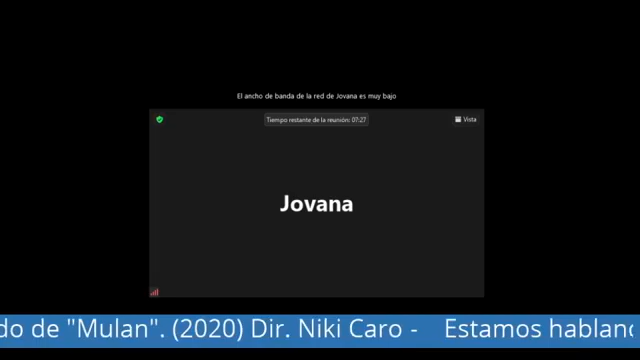 El ancho de banda de la red de Jovana es muy bajo
Tiempo restante de la reunión: 07:27
Vista
Jovana
do de "Mulan". (2020) Dir. Niki Caro - Estamos habland